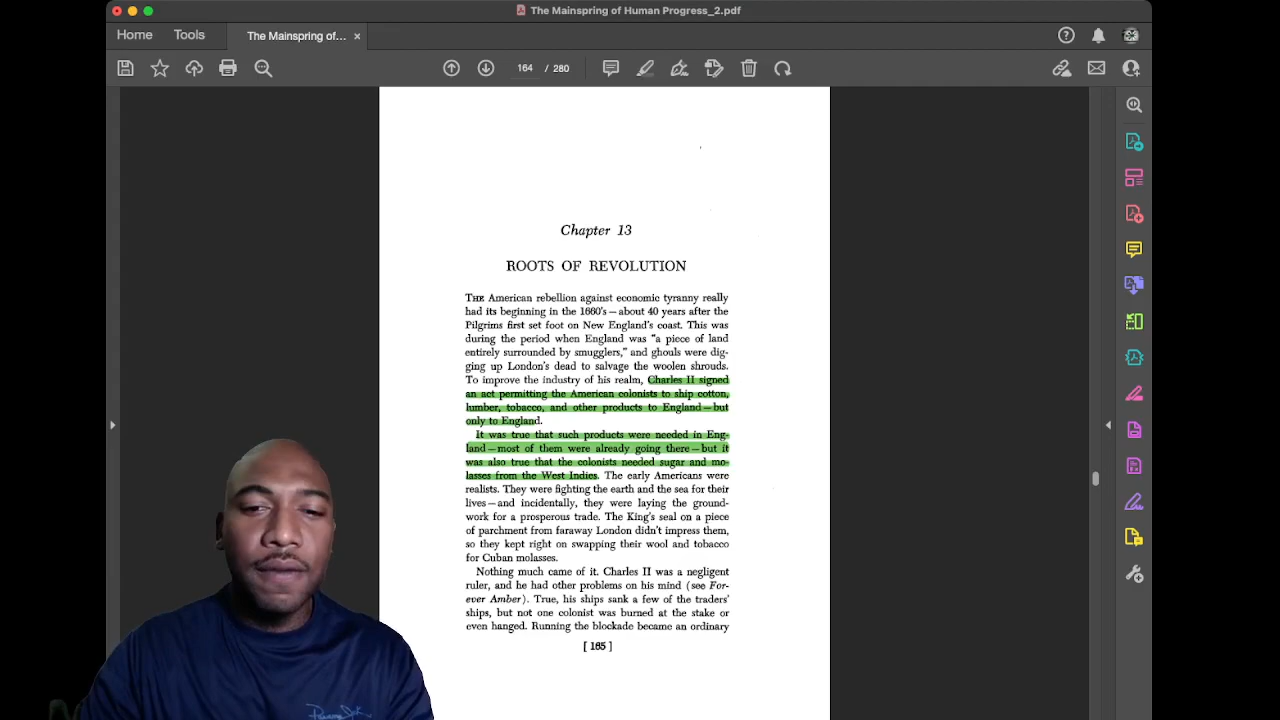 The Mainspring of Human Progress_2.pdf
Home Tools The Mainspring of... ×
164 / 280
Chapter 13
ROOTS OF REVOLUTION
THE American rebellion against economic tyranny really
had its beginning in the 1660's—about 40 years after the
Pilgrims first set foot on New England's coast. This was
during the period when England was "a piece of land
entirely surrounded by smugglers," and ghouls were dig-
ging up London's dead to salvage the woolen shrouds.
To improve the industry of his realm, Charles II signed
an act permitting the American colonists to ship cotton,
lumber, tobacco, and other products to England—but
only to England.
It was true that such products were needed in Eng-
land—most of them were already going there—but it
was also true that the colonists needed sugar and mo-
lasses from the West Indies. The early Americans were
realists. They were fighting the earth and the sea for their
lives—and incidentally, they were laying the ground-
work for a prosperous trade. The King's seal on a piece
of parchment from faraway London didn't impress them,
so they kept right on swapping their wool and tobacco
for Cuban molasses.
Nothing much came of it. Charles II was a negligent
ruler, and he had other problems on his mind (see For-
ever Amber). True, his ships sank a few of the traders'
ships, but not one colonist was burned at the stake or
even hanged. Running the blockade became an ordinary
[ 165 ]